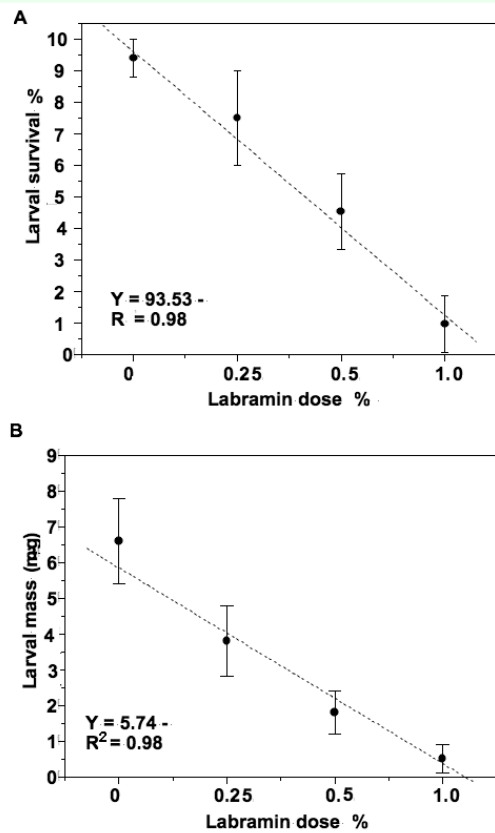 A
Larval survival %
10
9
8
7
6
5
4
3
2
1
0
Y = 93.53 -
R = 0.98
0 0.25 0.5 1.0
Labramin dose %
B
Larval mass (mg)
9
8
7
6
5
4
3
2
1
0
Y = 5.74 -
R² = 0.98
0 0.25 0.5 1.0
Labramin dose %